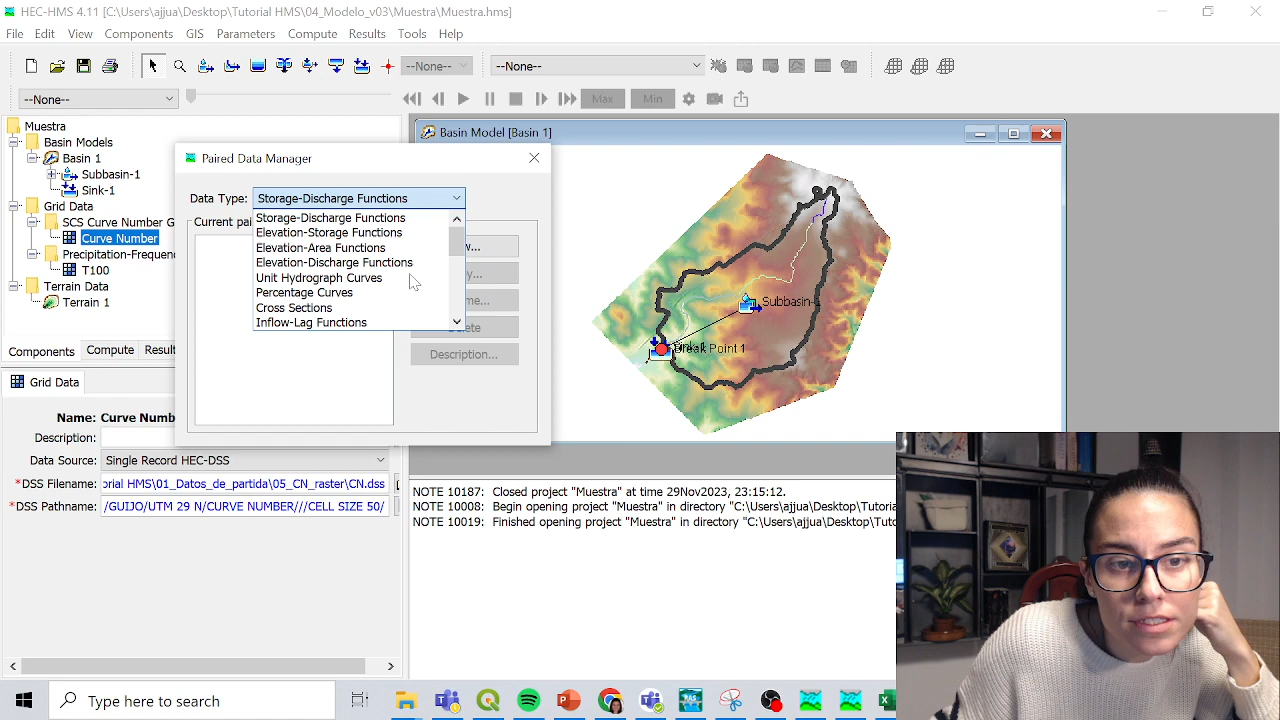 HEC-HMS 4.11 [C:\Users\ajjua\Desktop\Tutorial HMS\04_Modelo_v03\Muestra\Muestra.hms]
File Edit View Components GIS Parameters Compute Results Tools Help
--None-- --None--
--None-- Max Min
Muestra
Basin Models
Basin 1
Subbasin-1
Sink-1
Grid Data
SCS Curve Number G
Curve Number
Precipitation-Frequen
T100
Terrain Data
Terrain 1
Components Compute Result
Paired Data Manager
Data Type: Storage-Discharge Functions
Current pai
Storage-Discharge Functions
Elevation-Storage Functions
Elevation-Area Functions
Elevation-Discharge Functions
Unit Hydrograph Curves
Percentage Curves
Cross Sections
Inflow-Lag Functions
w...
y...
me...
lete
Description...
Basin Model [Basin 1]
Subbasin-1
Break Point 1
Grid Data
Name: Curve Numb
Description:
Data Source: Single Record HEC-DSS
*DSS Filename: orial HMS\01_Datos_de_partida\05_CN_raster\CN.dss
*DSS Pathname: /GUIJO/UTM 29 N/CURVE NUMBER///CELL SIZE 50/
NOTE 10187: Closed project "Muestra" at time 29Nov2023, 23:15:12.
NOTE 10008: Begin opening project "Muestra" in directory "C:\Users\ajjua\Desktop\Tutoria
NOTE 10019: Finished opening project "Muestra" in directory "C:\Users\ajjua\Desktop\Tuto
Type here to search